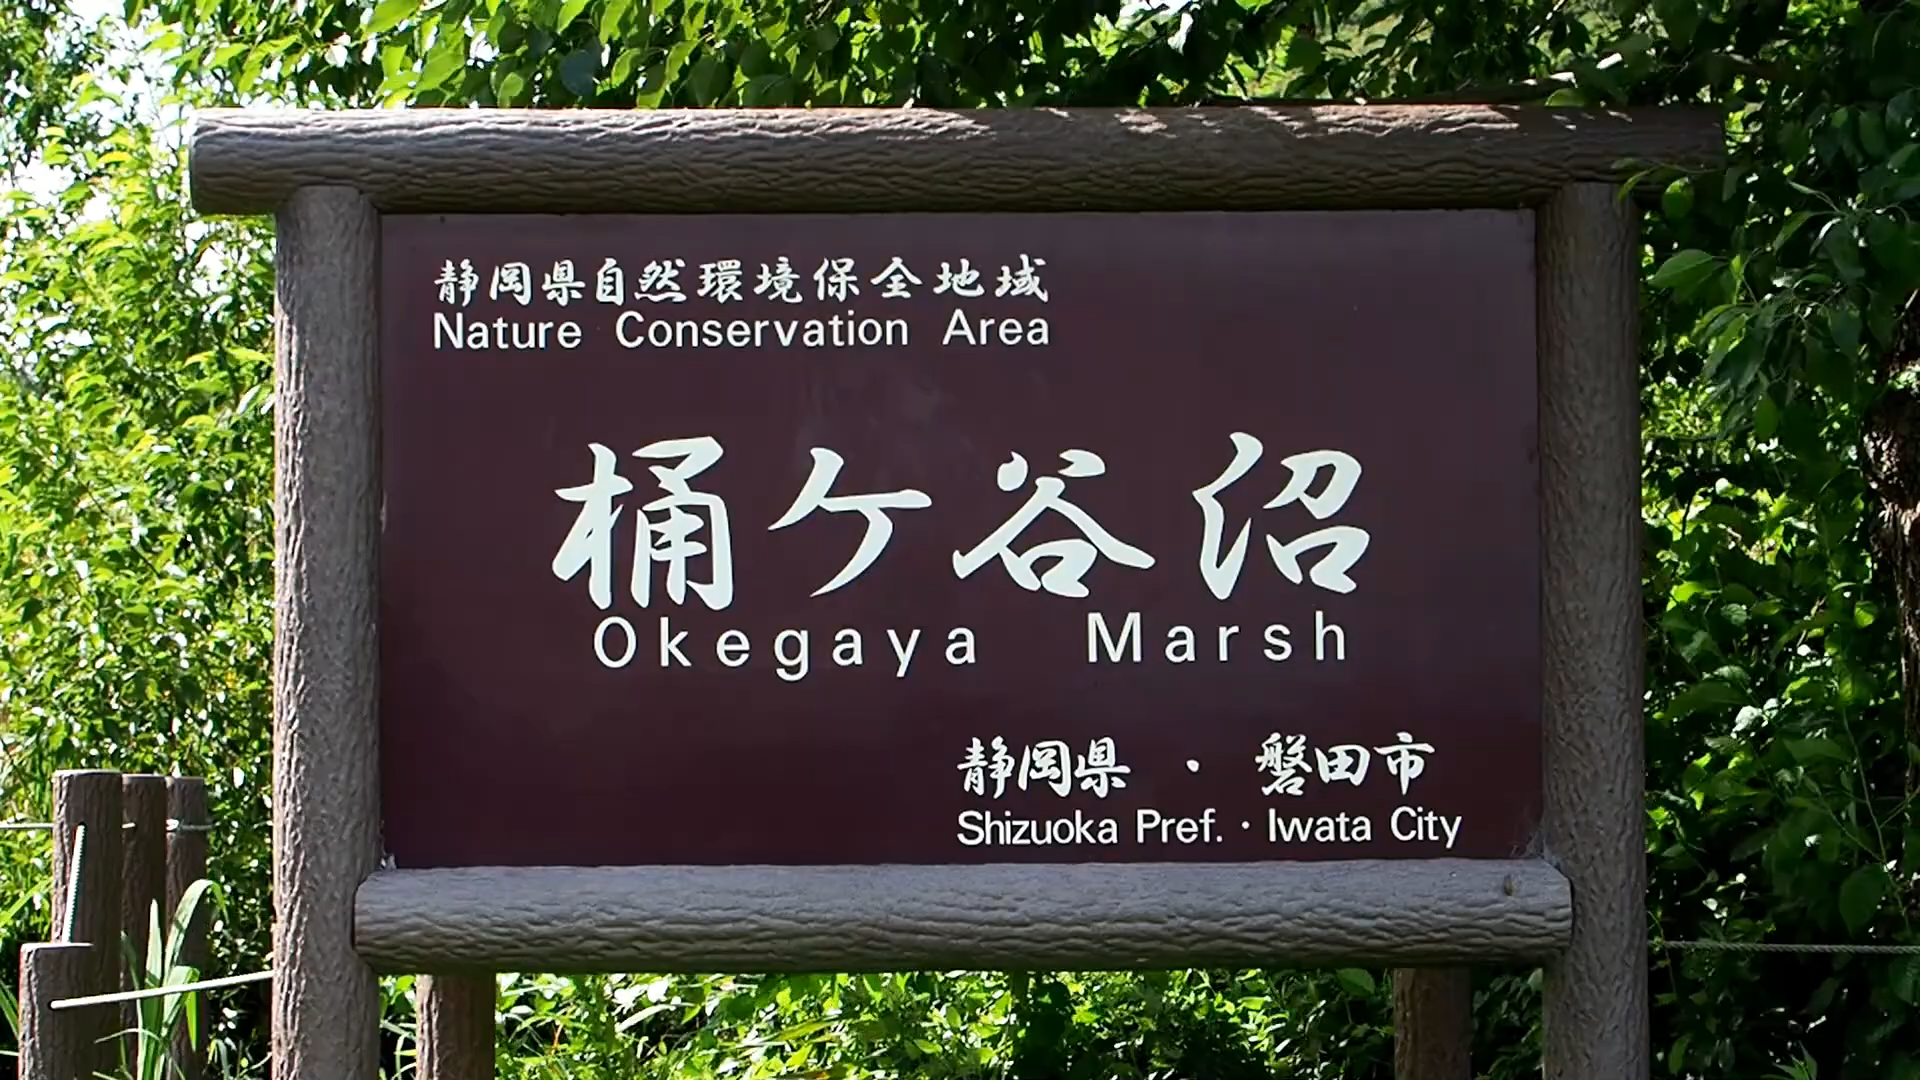 静岡県自然環境保全地域
Nature Conservation Area
桶ケ谷沼
Okegaya Marsh
静岡県 ・ 磐田市
Shizuoka Pref. · Iwata City